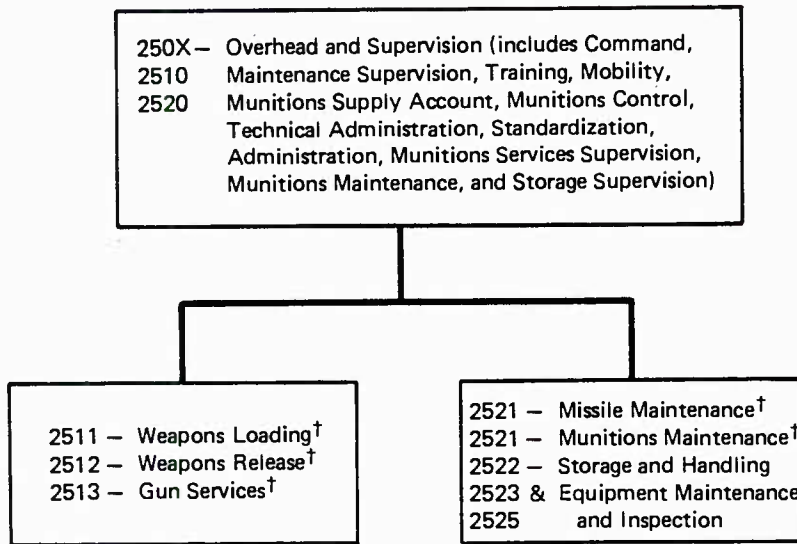 250X – Overhead and Supervision (includes Command,
2510 Maintenance Supervision, Training, Mobility,
2520 Munitions Supply Account, Munitions Control,
Technical Administration, Standardization,
Administration, Munitions Services Supervision,
Munitions Maintenance, and Storage Supervision)
2511 – Weapons Loading†
2512 – Weapons Release†
2513 – Gun Services†
2521 – Missile Maintenance†
2521 – Munitions Maintenance†
2522 – Storage and Handling
2523 & Equipment Maintenance
2525 and Inspection